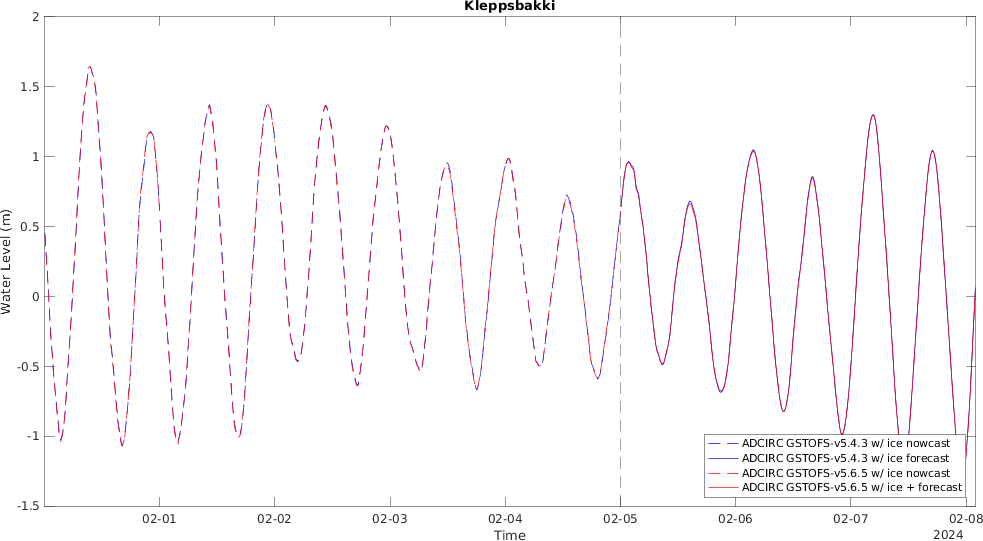 Kleppsbakki
2
1.5
1
0.5
0
-0.5
-1
-1.5
Water Level (m)
02-01
02-02
02-03
02-04
02-05
02-06
02-07
02-08
Time
2024
ADCIRC GSTOFS-v5.4.3 w/ ice nowcast
ADCIRC GSTOFS-v5.4.3 w/ ice forecast
ADCIRC GSTOFS-v5.6.5 w/ ice nowcast
ADCIRC GSTOFS-v5.6.5 w/ ice + forecast